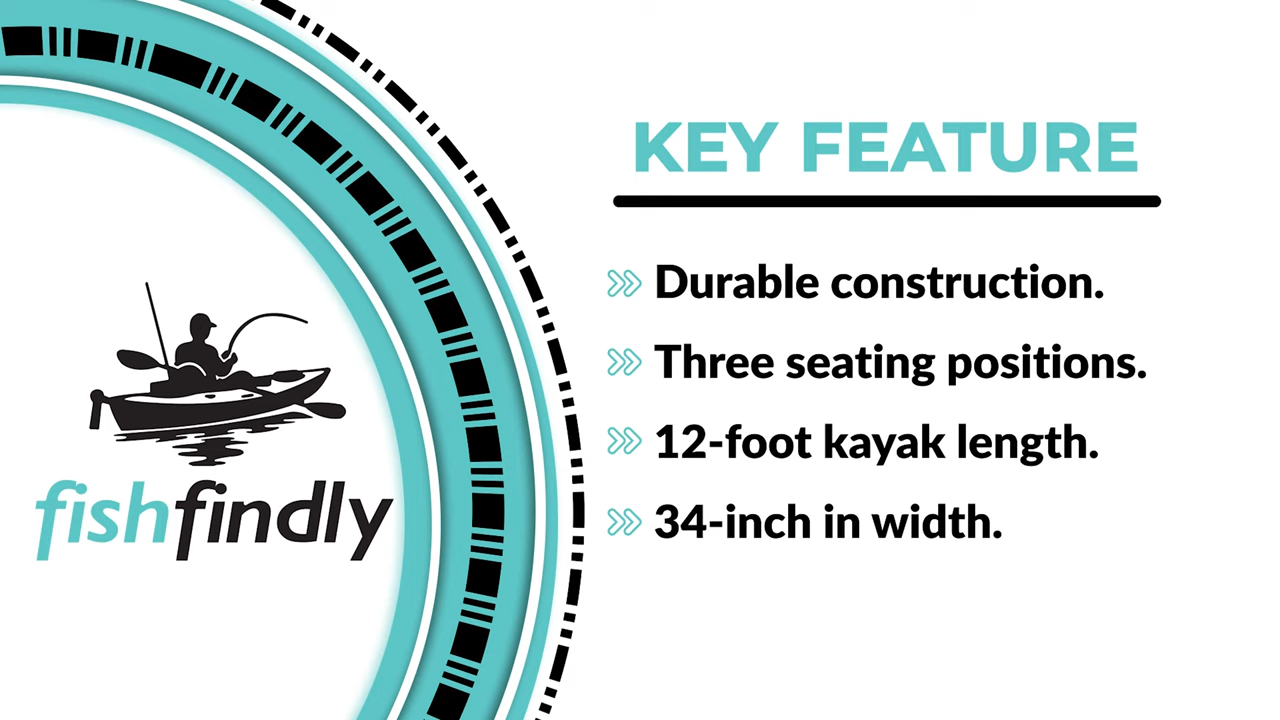 KEY FEATURE
Durable construction.
Three seating positions.
12-foot kayak length.
34-inch in width.
fishfindly